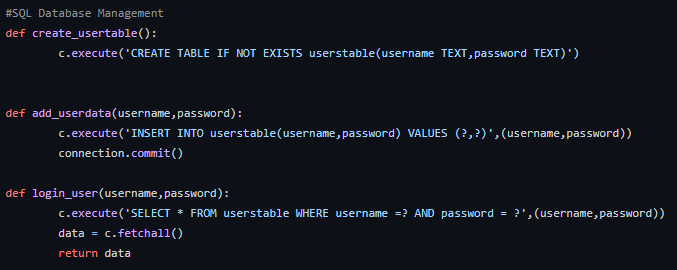 #SQL Database Management
def create_usertable():
c.execute('CREATE TABLE IF NOT EXISTS userstable(username TEXT,password TEXT)')
def add_userdata(username,password):
c.execute('INSERT INTO userstable(username,password) VALUES (?,?)',(username,password))
connection.commit()
def login_user(username,password):
c.execute('SELECT * FROM userstable WHERE username =? AND password = ?',(username,password))
data = c.fetchall()
return data